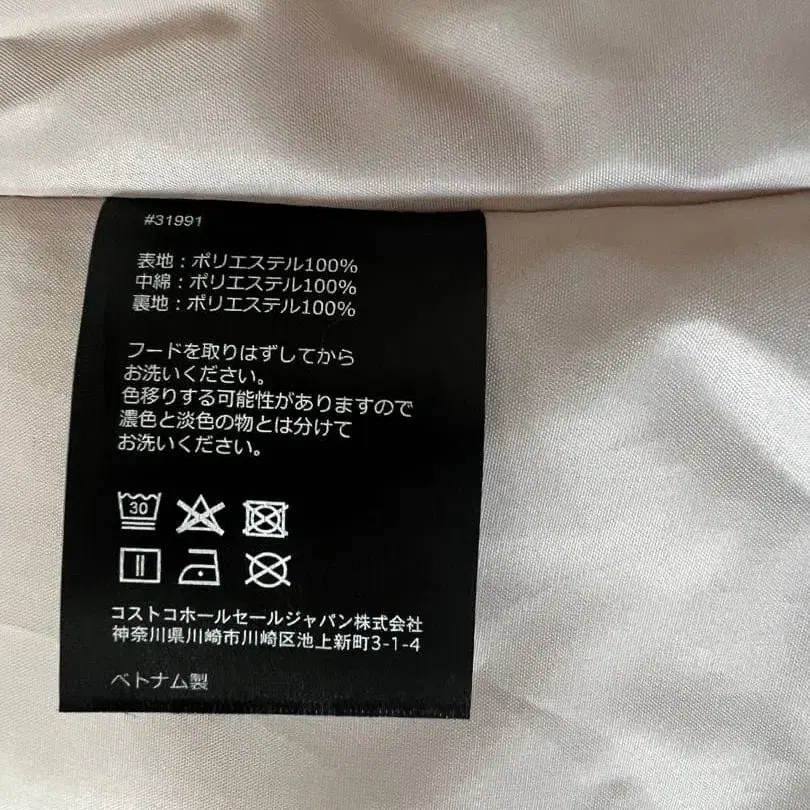 #31991
表地：ポリエステル100%
中綿：ポリエステル100%
裏地：ポリエステル100%
フードを取りはずしてから
お洗いください。
色移りする可能性がありますので
濃色と淡色の物とは分けて
お洗いください。
30
コストコホールセールジャパン株式会社
神奈川県川崎市川崎区池上新町3-1-4
ベトナム製